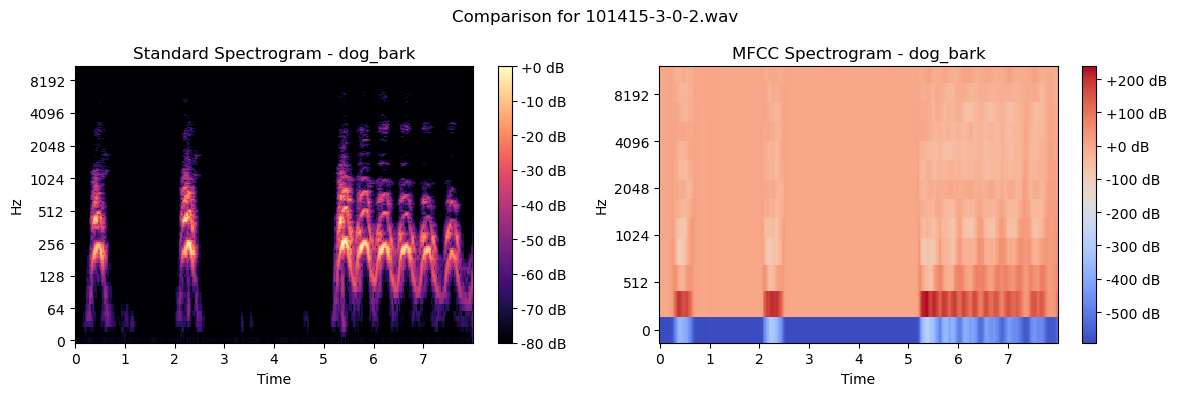 Comparison for 101415-3-0-2.wav
Standard Spectrogram - dog_bark
Hz
8192
4096
2048
1024
512
256
128
64
0
0 1 2 3 4 5 6 7
Time
+0 dB
-10 dB
-20 dB
-30 dB
-40 dB
-50 dB
-60 dB
-70 dB
-80 dB
MFCC Spectrogram - dog_bark
Hz
8192
4096
2048
1024
512
0
0 1 2 3 4 5 6 7
Time
+200 dB
+100 dB
+0 dB
-100 dB
-200 dB
-300 dB
-400 dB
-500 dB